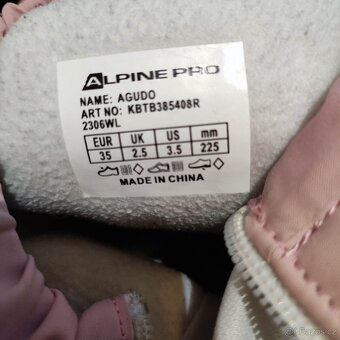 ALPINE PRO
NAME: AGUDO
ART NO: KBTB385408R
2306WL
EUR UK US mm
35 2.5 3.5 225
MADE IN CHINA